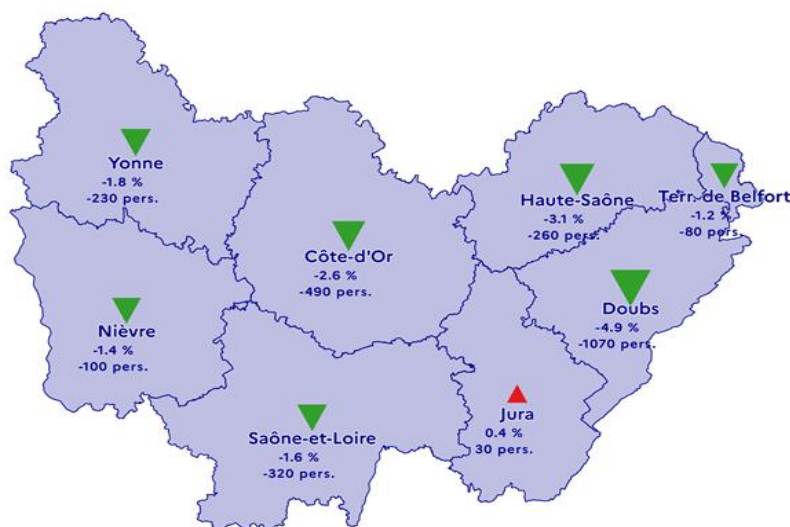 Yonne
-1.8 %
-230 pers.
Haute-Saône
-3.1 %
-260 pers.
Terr. de Belfort
-1.2 %
-80 pers.
Côte-d'Or
-2.6 %
-490 pers.
Doubs
-4.9 %
-1070 pers.
Nièvre
-1.4 %
-100 pers.
Jura
0.4 %
30 pers.
Saône-et-Loire
-1.6 %
-320 pers.